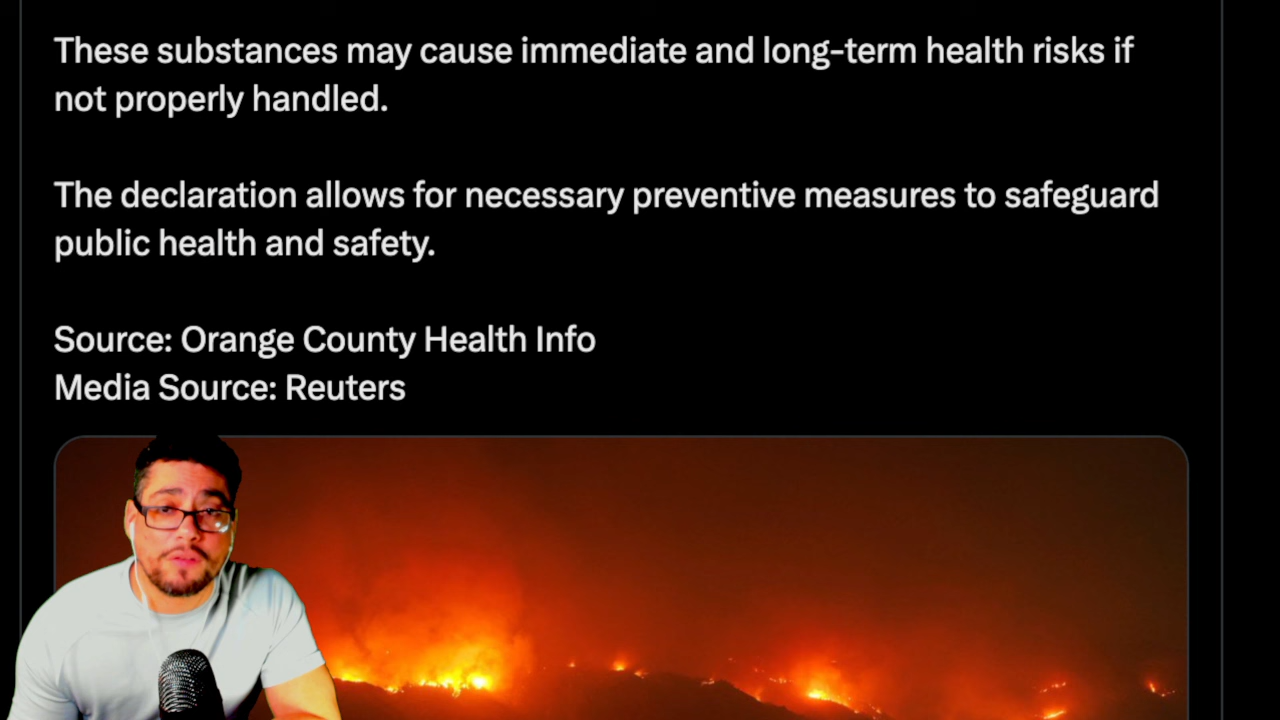 These substances may cause immediate and long-term health risks if
not properly handled.
The declaration allows for necessary preventive measures to safeguard
public health and safety.
Source: Orange County Health Info
Media Source: Reuters